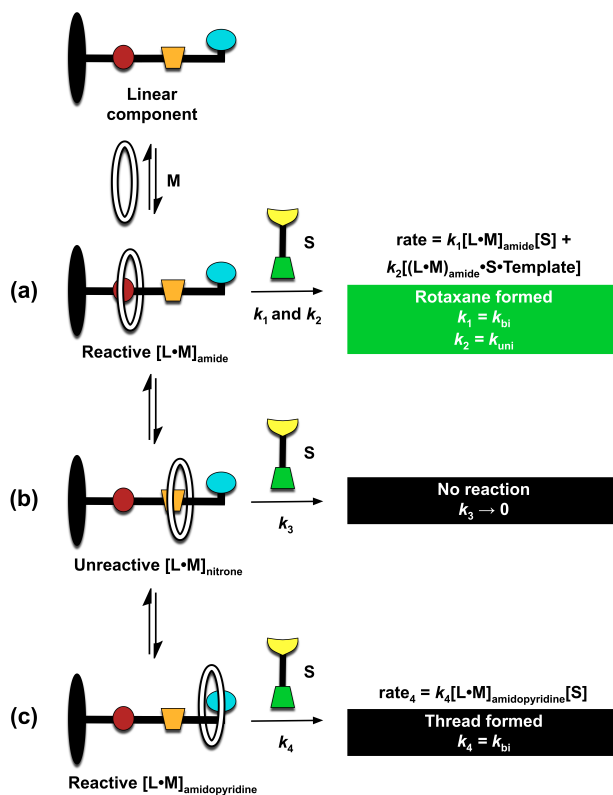 Linear
component
M
S
rate = k1[L•M]amide[S] +
k2[(L•M)amide•S•Template]
(a)
Rotaxane formed
k1 = kbi
k2 = kuni
k1 and k2
Reactive [L•M]amide
S
(b)
No reaction
k3 → 0
k3
Unreactive [L•M]nitrone
S
rate4 = k4[L•M]amidopyridine[S]
(c)
Thread formed
k4 = kbi
k4
Reactive [L•M]amidopyridine